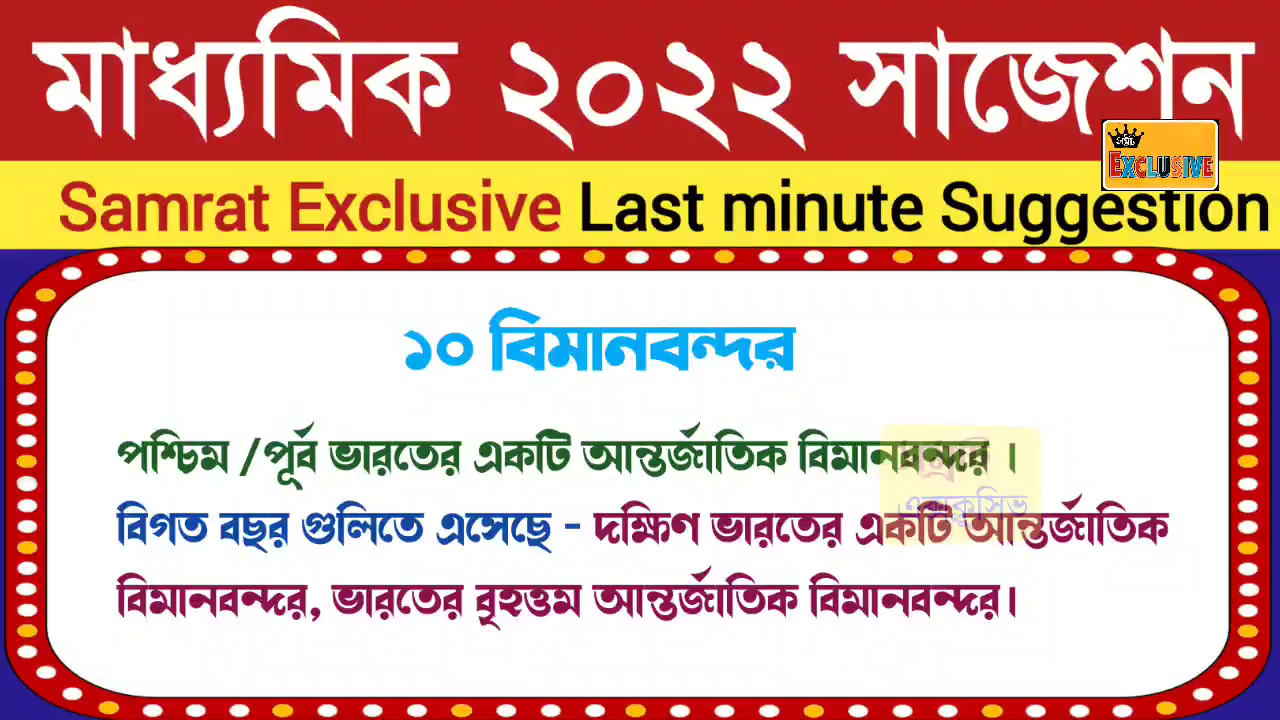 মাধ্যমিক ২০২২ সাজেশন
EXCLUSIVE
Samrat Exclusive Last minute Suggestion
১০ বিমানবন্দর
পশ্চিম /পূর্ব ভারতের একটি আন্তর্জাতিক বিমানবন্দর ।
বিগত বছর গুলিতে এসেছে - দক্ষিণ ভারতের একটি আন্তর্জাতিক
বিমানবন্দর, ভারতের বৃহত্তম আন্তর্জাতিক বিমানবন্দর।